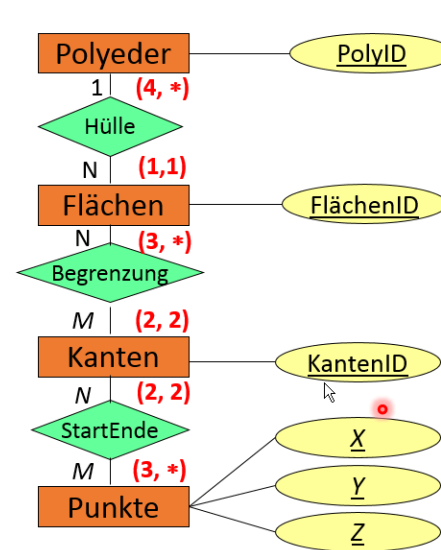 Polyeder PolyID
1 (4, *)
Hülle
N (1,1)
Flächen FlächenID
N (3, *)
Begrenzung
M (2, 2)
Kanten KantenID
N (2, 2)
StartEnde X
M (3, *) Y
Punkte Z